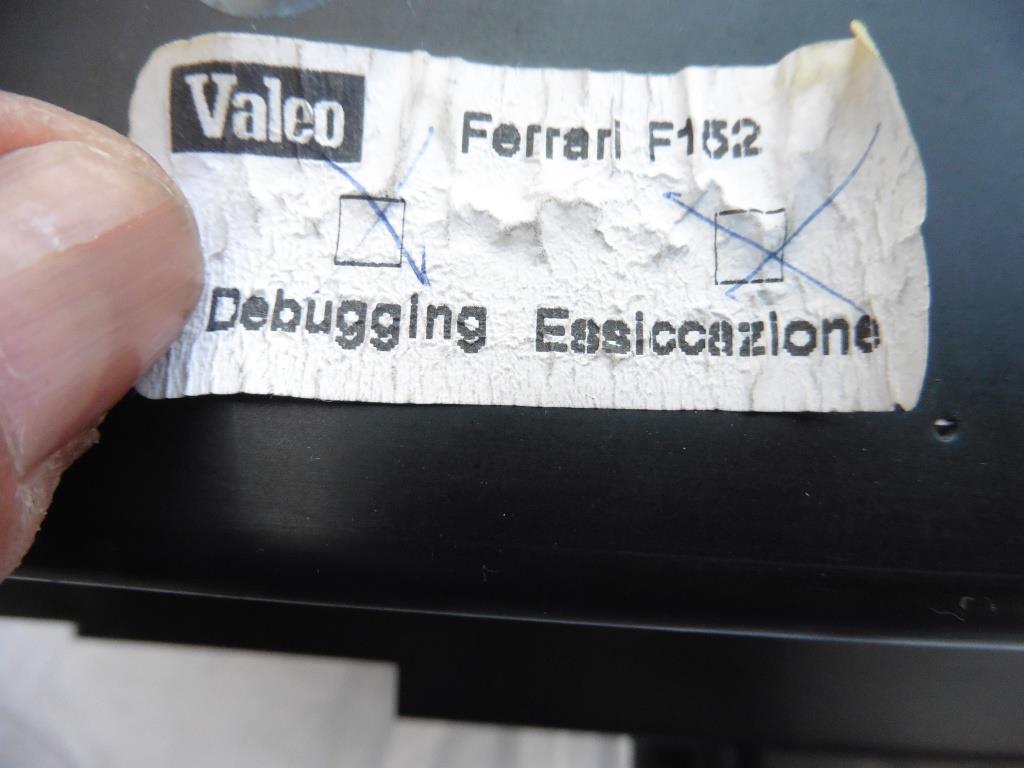 Valeo Ferrari F152
Debugging Essiccazione